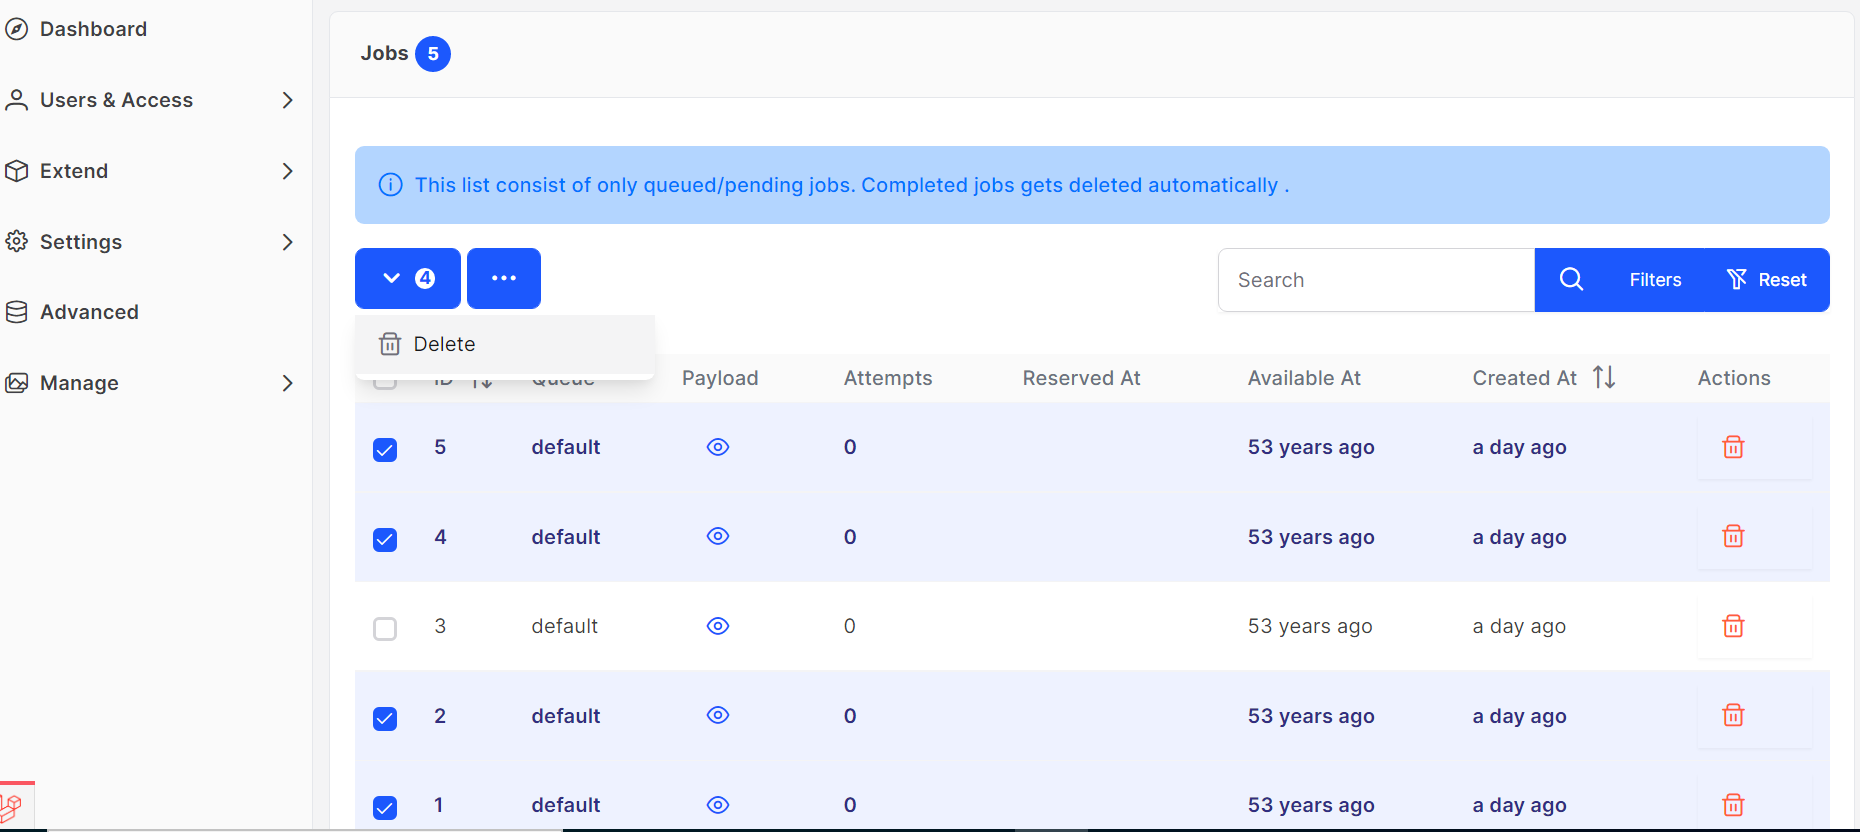 Dashboard
Users & Access
Extend
Settings
Advanced
Manage
Jobs 5
This list consist of only queued/pending jobs. Completed jobs gets deleted automatically .
4
Search
Filters
Reset
Delete
ID Queue Payload Attempts Reserved At Available At Created At Actions
5 default 0 53 years ago a day ago
4 default 0 53 years ago a day ago
3 default 0 53 years ago a day ago
2 default 0 53 years ago a day ago
1 default 0 53 years ago a day ago